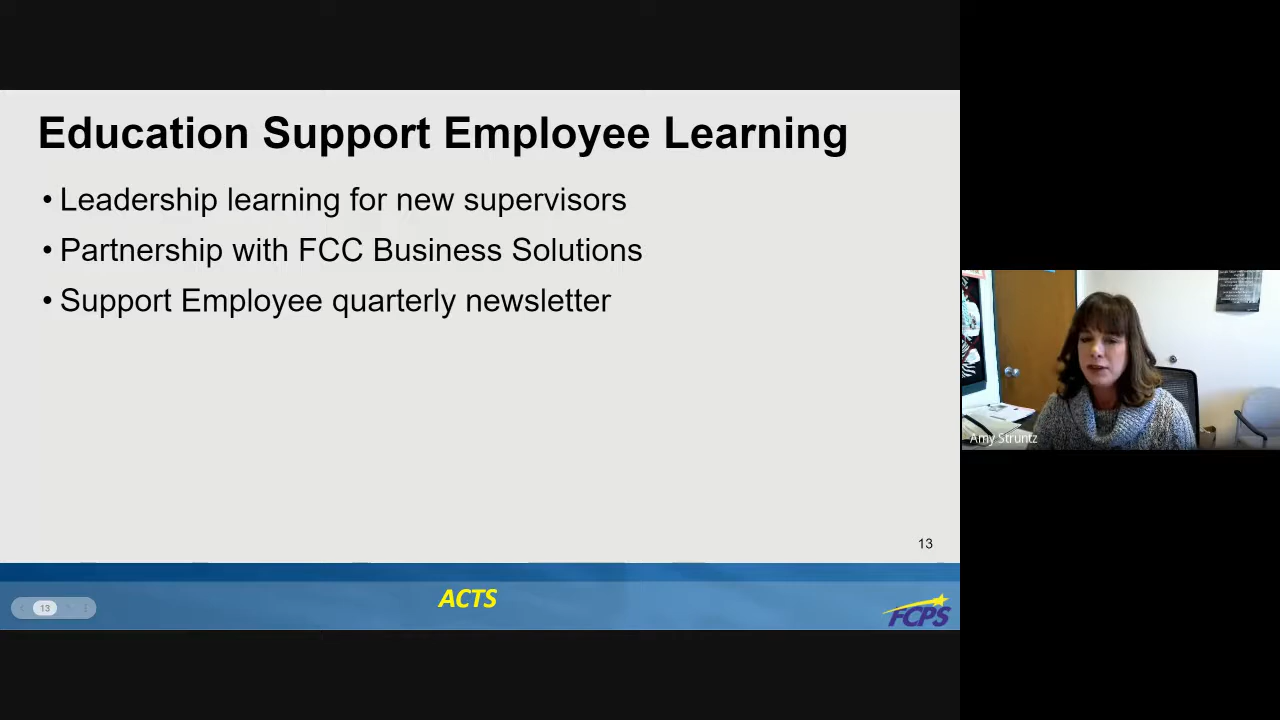 Education Support Employee Learning
• Leadership learning for new supervisors
• Partnership with FCC Business Solutions
• Support Employee quarterly newsletter
13
ACTS
13
FCPS
Amy Struntz